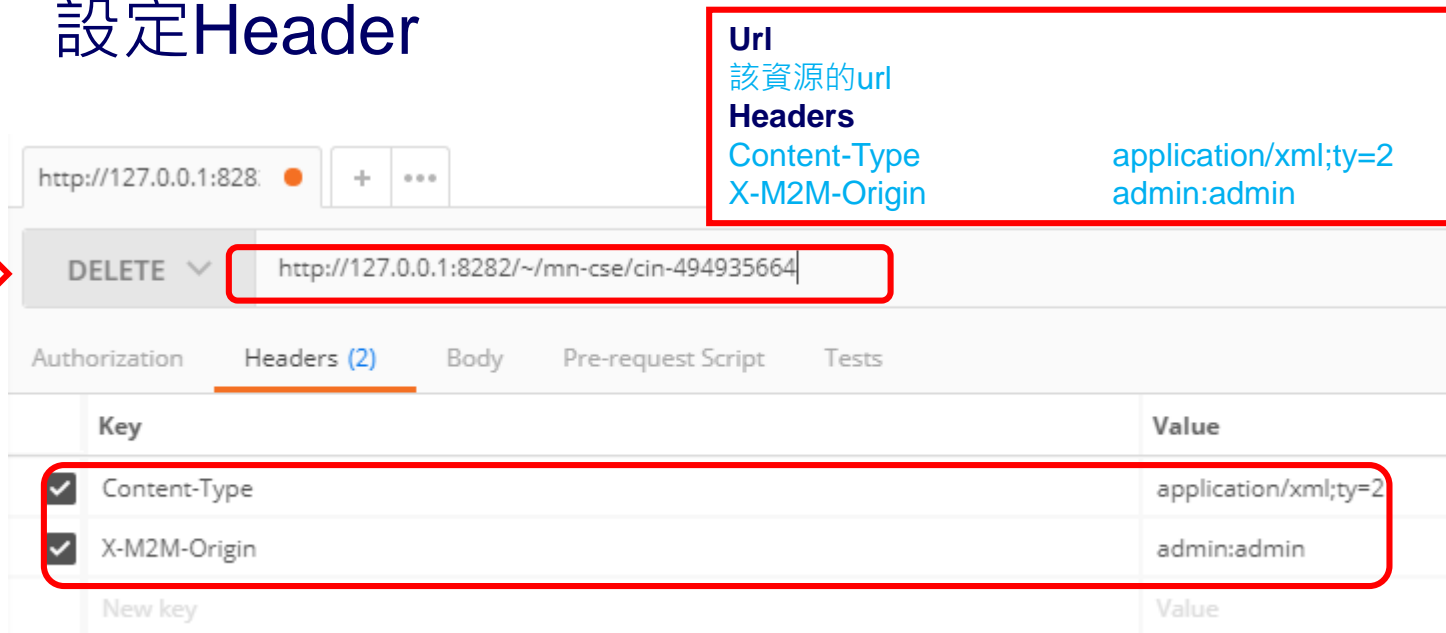 設定Header
Url
該資源的url
Headers
Content-Type application/xml;ty=2
X-M2M-Origin admin:admin
http://127.0.0.1:828
DELETE http://127.0.0.1:8282/~/mn-cse/cin-494935664
Authorization Headers (2) Body Pre-request Script Tests
Key Value
Content-Type application/xml;ty=2
X-M2M-Origin admin:admin
New key Value